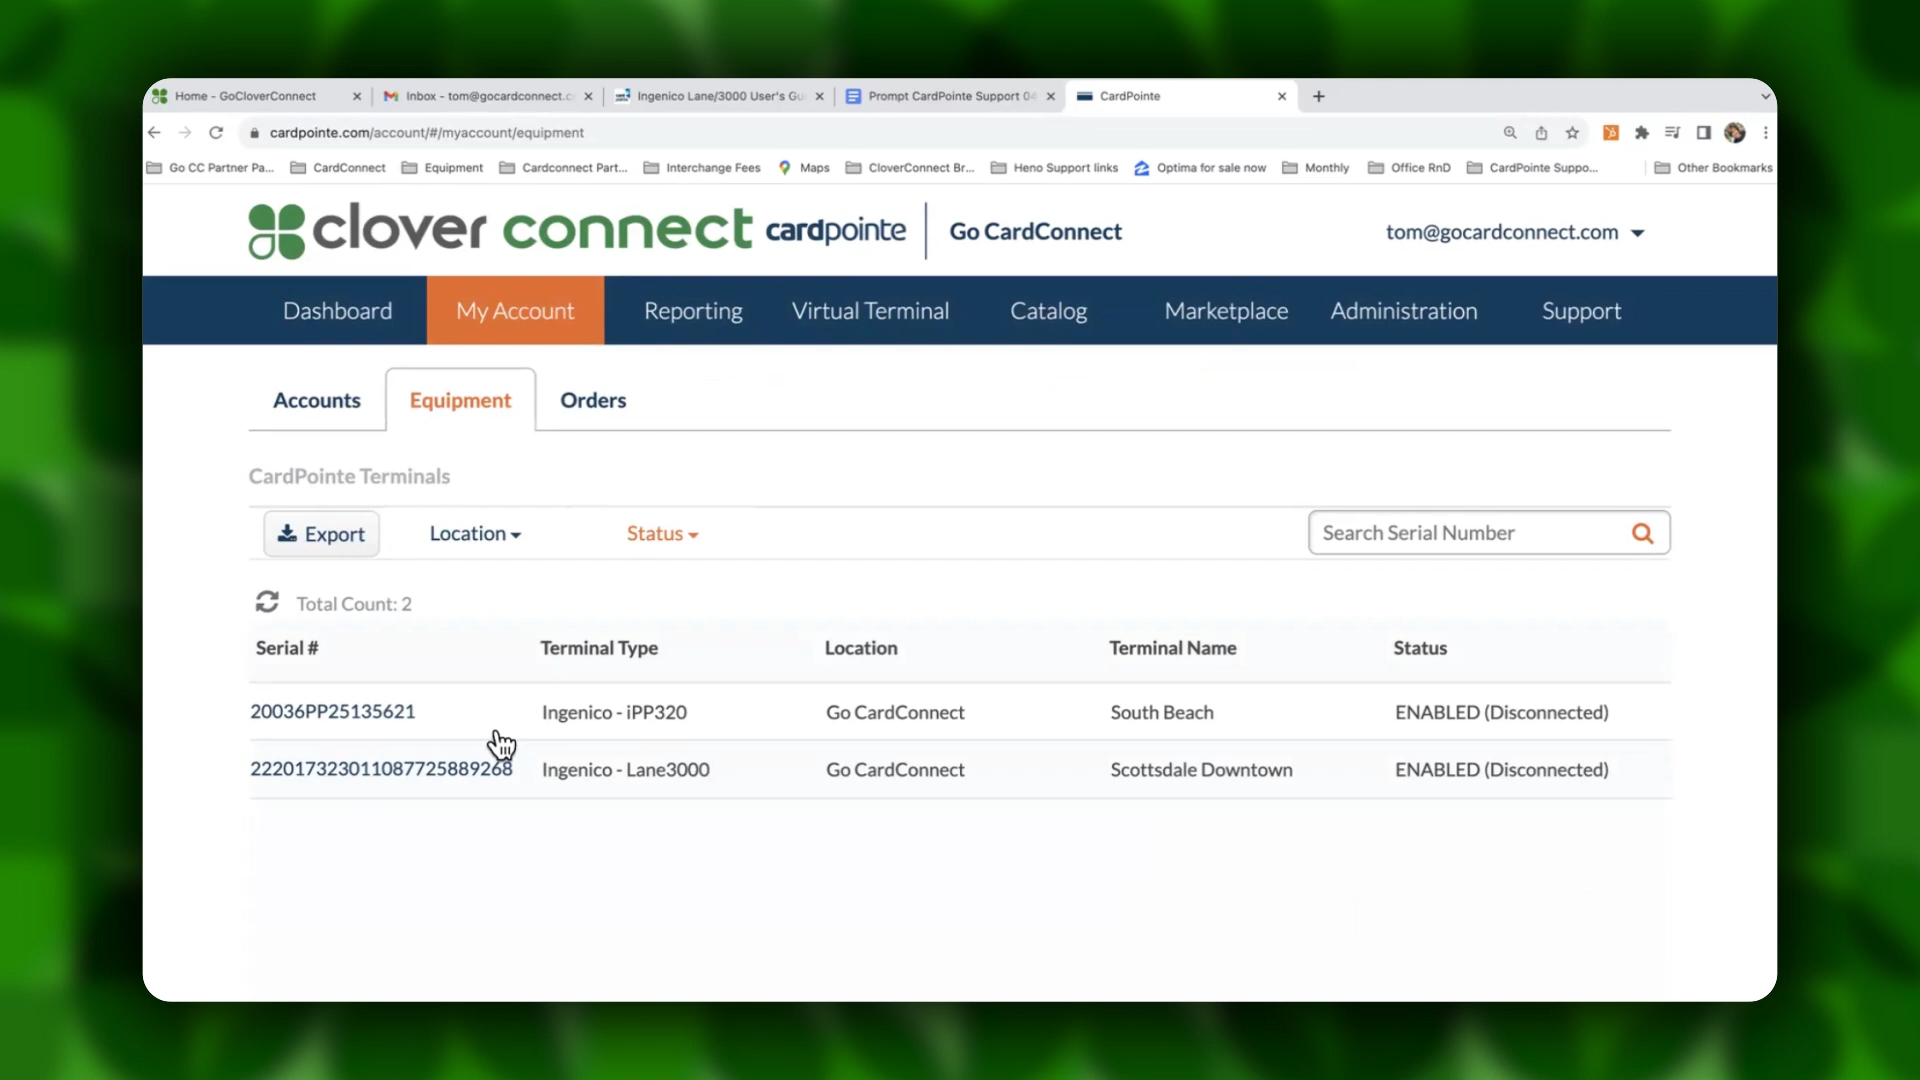 Home - GoCloverConnect
Inbox - tom@gocardconnect.c
Ingenico Lane/3000 User's Gu
Prompt CardPointe Support 04
CardPointe
cardpointe.com/account/#/myaccount/equipment
Go CC Partner Pa...
CardConnect
Equipment
Cardconnect Part...
Interchange Fees
Maps
CloverConnect Br...
Heno Support links
Optima for sale now
Monthly
Office RnD
CardPointe Suppo...
Other Bookmarks
clover connect cardpointe Go CardConnect
tom@gocardconnect.com
Dashboard My Account Reporting Virtual Terminal Catalog Marketplace Administration Support
Accounts Equipment Orders
CardPointe Terminals
Export Location Status Search Serial Number
Total Count: 2
Serial # Terminal Type Location Terminal Name Status
20036PP25135621 Ingenico - iPP320 Go CardConnect South Beach ENABLED (Disconnected)
222017323011087725889268 Ingenico - Lane3000 Go CardConnect Scottsdale Downtown ENABLED (Disconnected)